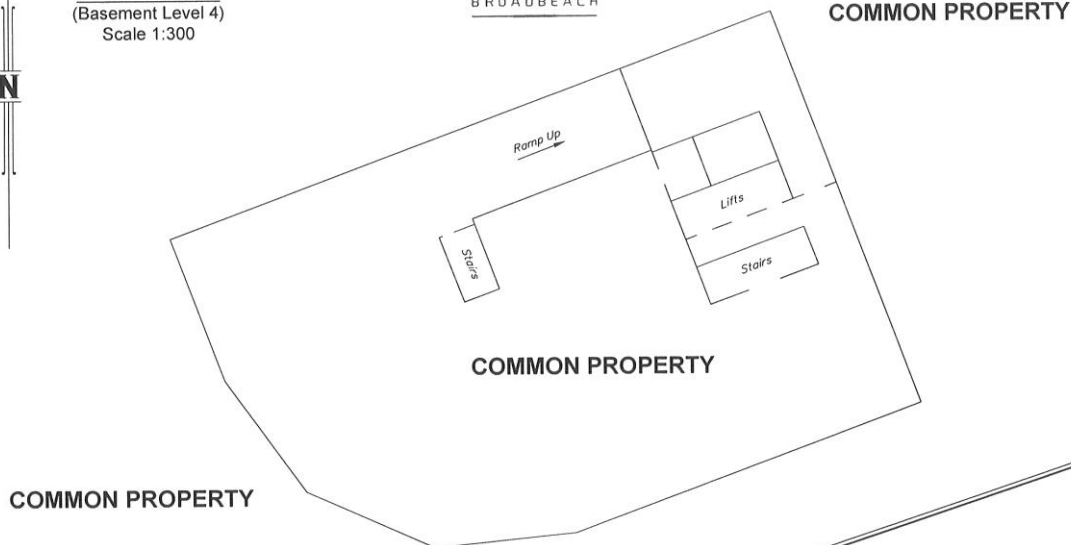 BROADBEACH
(Basement Level 4)
Scale 1:300
COMMON PROPERTY
N
Ramp Up
Lifts
Stairs
Stairs
COMMON PROPERTY
COMMON PROPERTY